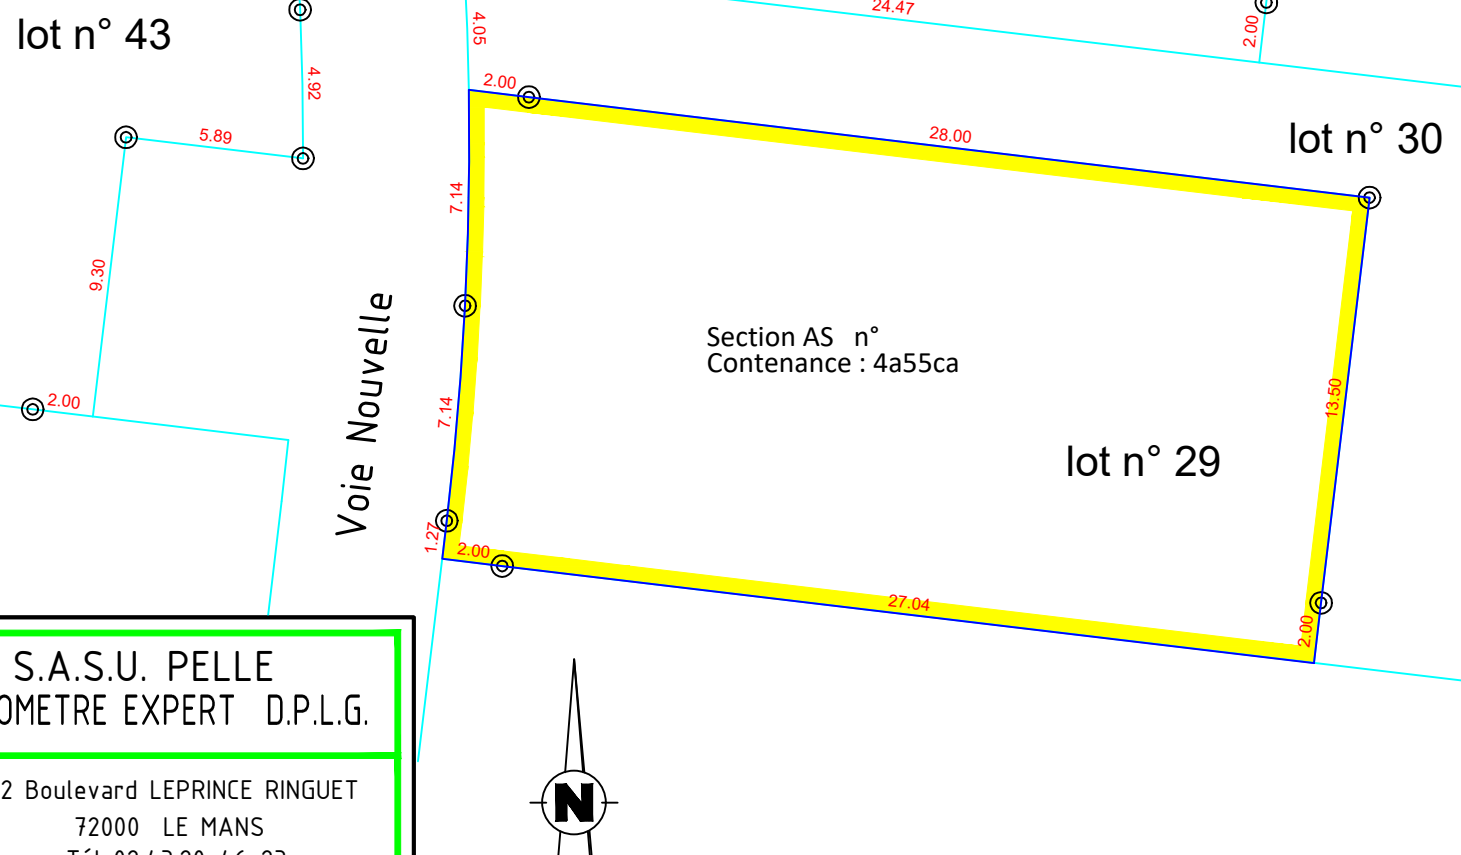 lot n° 43
4.92
4.05
24.47
2.00
2.00
28.00
lot n° 30
5.89
7.14
9.30
Voie Nouvelle
Section AS n°
Contenance : 4a55ca
7.14
13.50
2.00
lot n° 29
1.27
2.00
27.04
2.00
S.A.S.U. PELLE
OMETRE EXPERT D.P.L.G.
2 Boulevard LEPRINCE RINGUET
72000 LE MANS
N